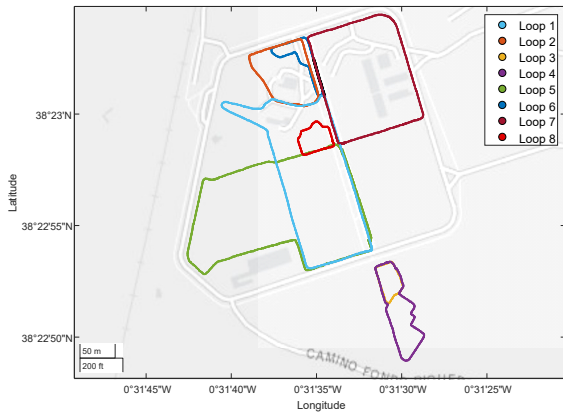 Loop 1
Loop 2
Loop 3
Loop 4
Loop 5
Loop 6
Loop 7
Loop 8
38°23'N
38°22'55"N
38°22'50"N
Latitude
50 m
200 ft
CAMINO FONDO
0°31'45"W 0°31'40"W 0°31'35"W 0°31'30"W 0°31'25"W
Longitude